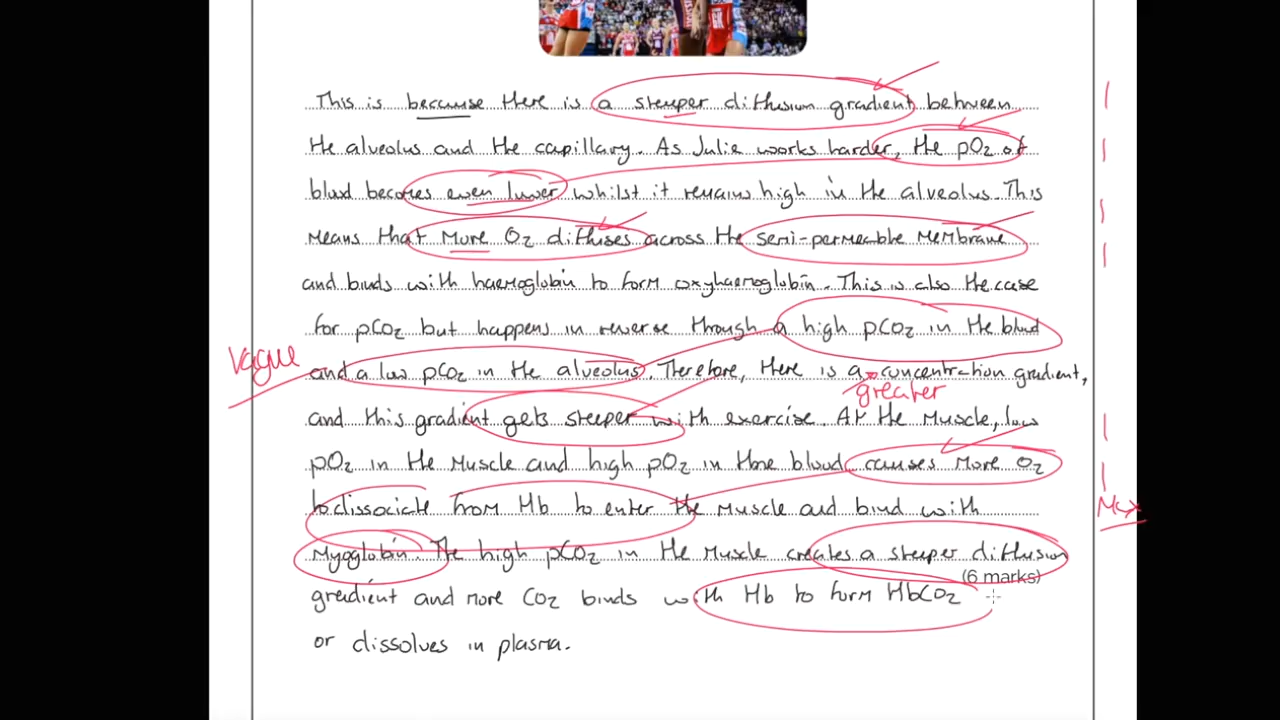 This is because there is a steeper diffusion gradient between
the alveolus and the capillary. As Julie works harder, the pO2 of
blood becomes even lower whilst it remains high in the alveolus. This
means that more O2 diffuses across the semi-permeable membrane
and binds with haemoglobin to form oxyhaemoglobin. This is also the case
for pCO2 but happens in reverse through a high pCO2 in the blood
Vague
and a low pCO2 in the alveolus. Therefore, there is a concentration gradient,
greater
and this gradient gets steeper with exercise. At the muscle, low
pO2 in the muscle and high pO2 in the blood causes more O2
to dissociate from Hb to enter the muscle and bind with
Max
Myoglobin. The high pCO2 in the muscle creates a steeper diffusion
(6 marks)
gradient and more CO2 binds with Hb to form HbCO2
or dissolves in plasma.